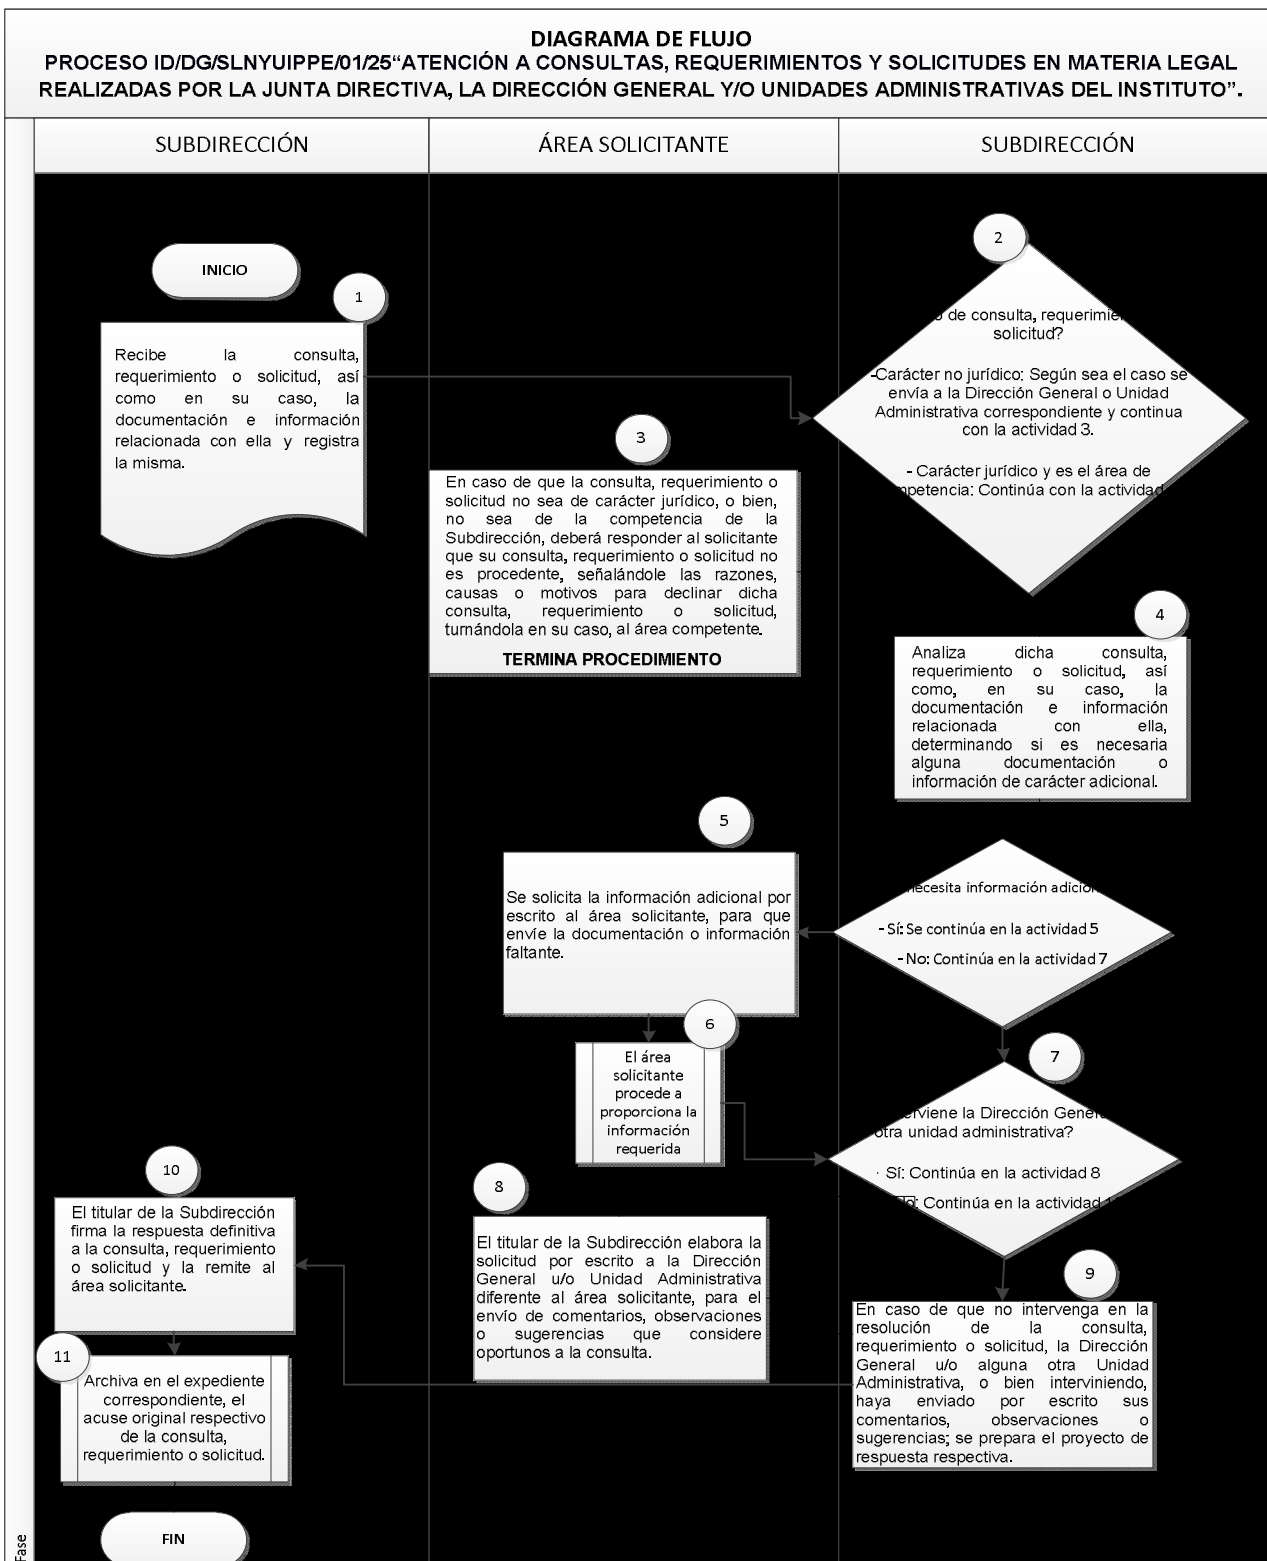 DIAGRAMA DE FLUJO
PROCESO ID/DG/SLNYUIPPE/01/25“ATENCIÓN A CONSULTAS, REQUERIMIENTOS Y SOLICITUDES EN MATERIA LEGAL
REALIZADAS POR LA JUNTA DIRECTIVA, LA DIRECCIÓN GENERAL Y/O UNIDADES ADMINISTRATIVAS DEL INSTITUTO”.
SUBDIRECCIÓN
ÁREA SOLICITANTE
SUBDIRECCIÓN
INICIO
1
Recibe la consulta,
requerimiento o solicitud, así
como en su caso, la
documentación e información
relacionada con ella y registra
la misma.
2
de consulta,
solicitud?
-Carácter no jurídico: Según sea el caso se
envía a la Dirección General o Unidad
Administrativa correspondiente y continua
con la actividad 3.
- Carácter jurídico y es el área de
Continúa con la actividad
3
En caso de que la consulta, requerimiento o
solicitud no sea de carácter jurídico, o bien,
no sea de la competencia de la
Subdirección, deberá responder al solicitante
que su consulta, requerimiento o solicitud no
es procedente, señalándole las razones,
causas o motivos para declinar dicha
consulta, requerimiento o solicitud,
turnándola en su caso, al área competente.
TERMINA PROCEDIMIENTO
4
Analiza dicha consulta,
requerimiento o solicitud, así
como, en su caso, la
documentación e información
relacionada con ella,
determinando si es necesaria
alguna documentación o
información de carácter adicional.
5
Se solicita la información adicional por
escrito al área solicitante, para que
envíe la documentación o información
faltante.
necesita información
- Sí: Se continúa en la actividad 5
- No: Continúa en la actividad 7
6
El área
solicitante
procede a
proporciona la
información
requerida
7
la Dirección
otra unidad administrativa?
· Sí: Continúa en la actividad 8
Continúa en la actividad
8
El titular de la Subdirección elabora la
solicitud por escrito a la Dirección
General u/o Unidad Administrativa
diferente al área solicitante, para el
envío de comentarios, observaciones
o sugerencias que considere
oportunos a la consulta.
9
En caso de que no intervenga en la
resolución de la consulta,
requerimiento o solicitud, la Dirección
General u/o alguna otra Unidad
Administrativa, o bien interviniendo,
haya enviado por escrito sus
comentarios, observaciones o
sugerencias; se prepara el proyecto de
respuesta respectiva.
10
El titular de la Subdirección
firma la respuesta definitiva
a la consulta, requerimiento
o solicitud y la remite al
área solicitante.
11
Archiva en el expediente
correspondiente, el
acuse original respectivo
de la consulta,
requerimiento o solicitud.
FIN
Fase